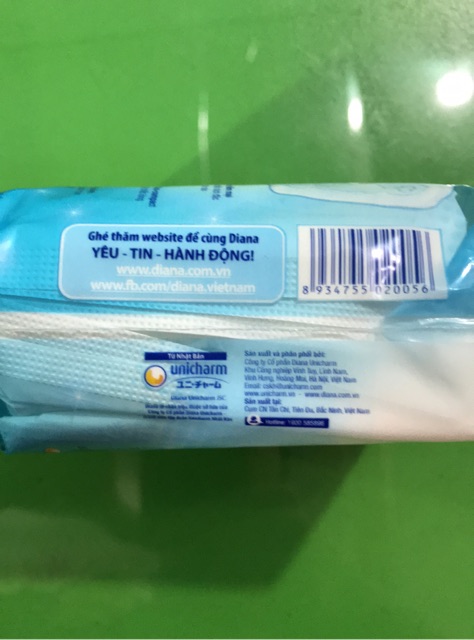 Ghé thăm website để cùng Diana
YÊU - TIN - HÀNH ĐỘNG!
www.diana.com.vn
www.fb.com/diana.vietnam
8 934755 020056
Từ Nhật Bản
unicharm
ユニ・チャーム
Diana Unicharm JSC
Sản xuất và phân phối bởi:
Công ty Cổ phần Diana Unicharm
Khu Công nghiệp Vĩnh Tuy, Lĩnh Nam,
Vĩnh Hưng, Hoàng Mai, Hà Nội, Việt Nam
www.unicharm.vn - www.diana.com.vn
Sản xuất tại:
Cụm CN Tân Chi, Tiên Du, Bắc Ninh, Việt Nam
Hotline: 1800 585888